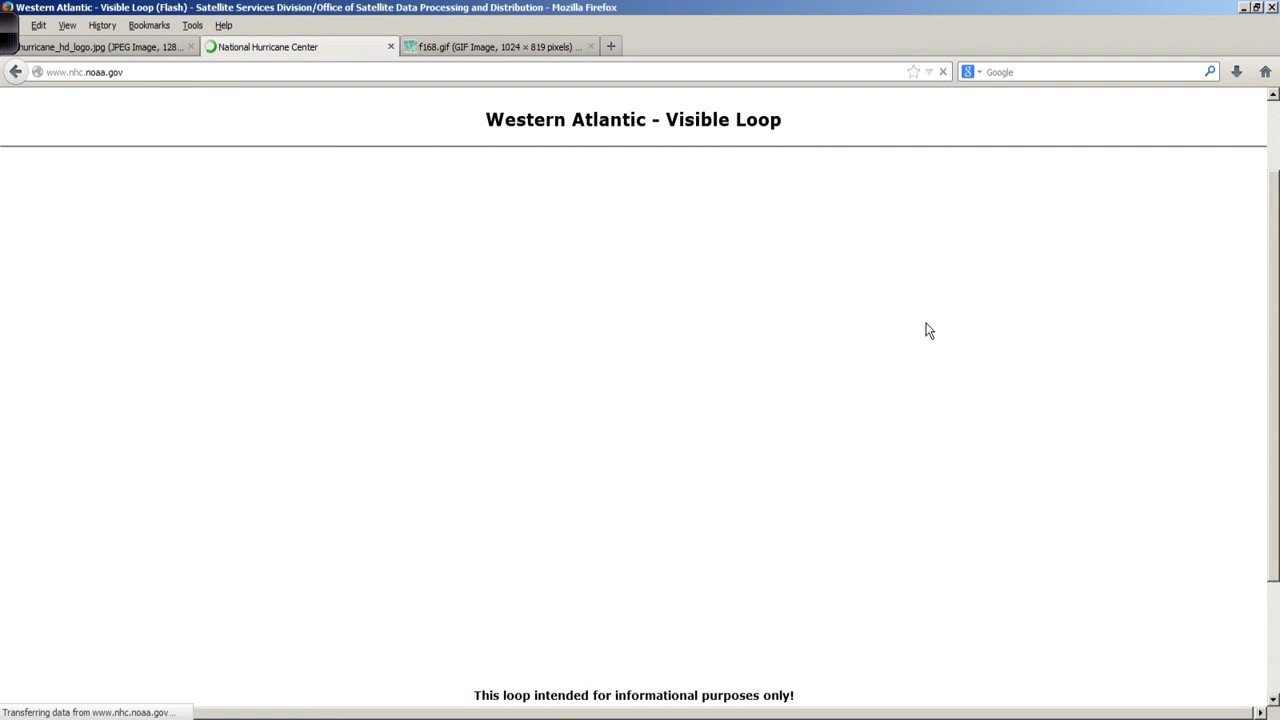 Western Atlantic - Visible Loop (Flash) - Satellite Services Division/Office of Satellite Data Processing and Distribution - Mozilla Firefox
Edit View History Bookmarks Tools Help
hurricane_hd_logo.jpg (JPEG Image, 128... National Hurricane Center f168.gif (GIF Image, 1024 × 819 pixels) ...
www.nhc.noaa.gov Google
Western Atlantic - Visible Loop
This loop intended for informational purposes only!
Transferring data from www.nhc.noaa.gov...